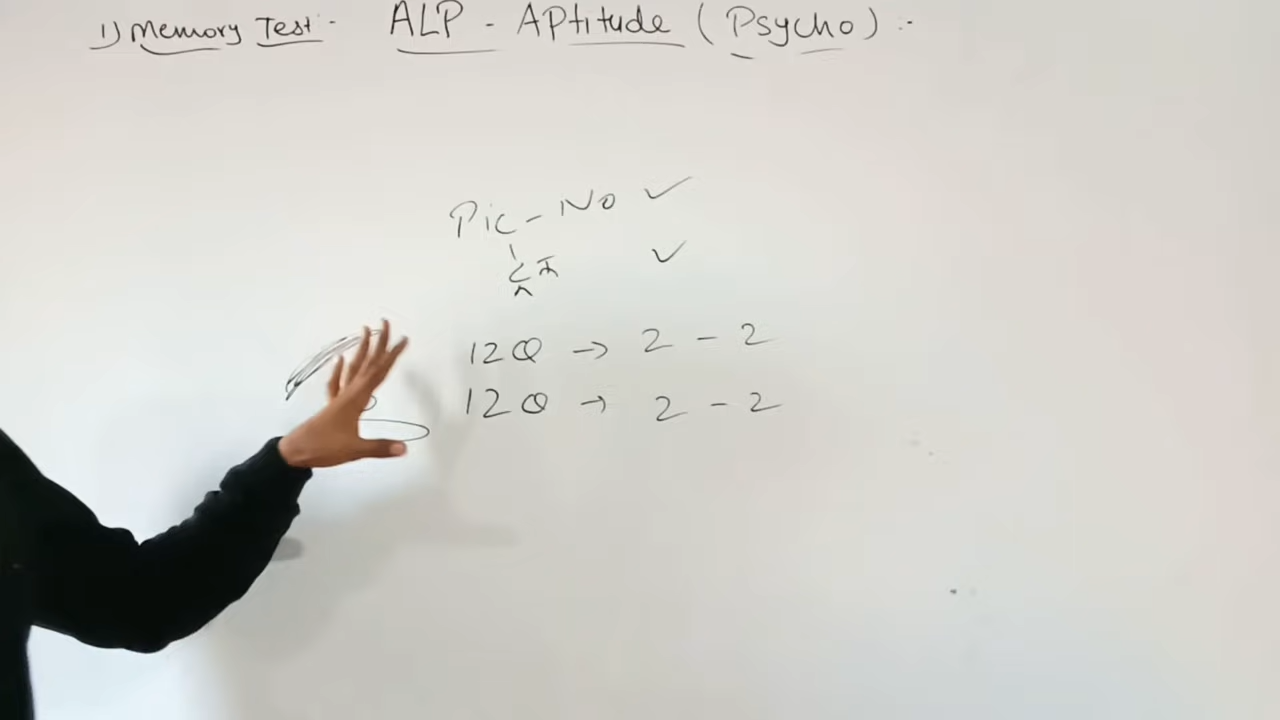 1) Memory Test :- ALP - APtitude (Psycho) :-
Pic - No ✓
✓
12Q → 2 - 2
12Q → 2 - 2